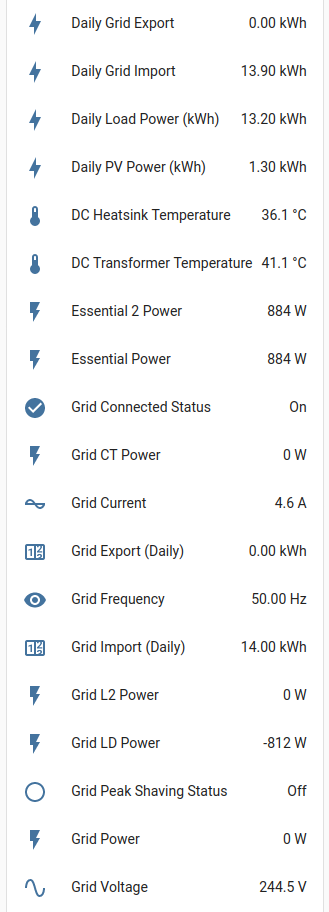 Daily Grid Export 0.00 kWh
Daily Grid Import 13.90 kWh
Daily Load Power (kWh) 13.20 kWh
Daily PV Power (kWh) 1.30 kWh
DC Heatsink Temperature 36.1 °C
DC Transformer Temperature 41.1 °C
Essential 2 Power 884 W
Essential Power 884 W
Grid Connected Status On
Grid CT Power 0 W
Grid Current 4.6 A
Grid Export (Daily) 0.00 kWh
Grid Frequency 50.00 Hz
Grid Import (Daily) 14.00 kWh
Grid L2 Power 0 W
Grid LD Power -812 W
Grid Peak Shaving Status Off
Grid Power 0 W
Grid Voltage 244.5 V